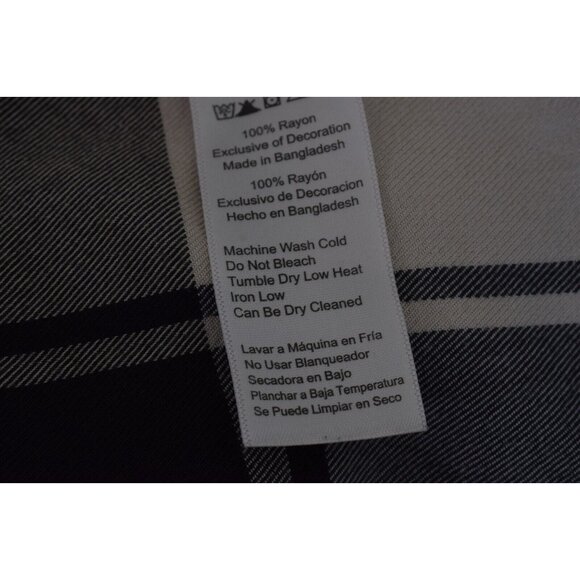 100% Rayon
Exclusive of Decoration
Made in Bangladesh
100% Rayón
Exclusivo de Decoracion
Hecho en Bangladesh
Machine Wash Cold
Do Not Bleach
Tumble Dry Low Heat
Iron Low
Can Be Dry Cleaned
Lavar a Máquina en Fría
No Usar Blanqueador
Secadora en Bajo
Planchar a Baja Temperatura
Se Puede Limpiar en Seco